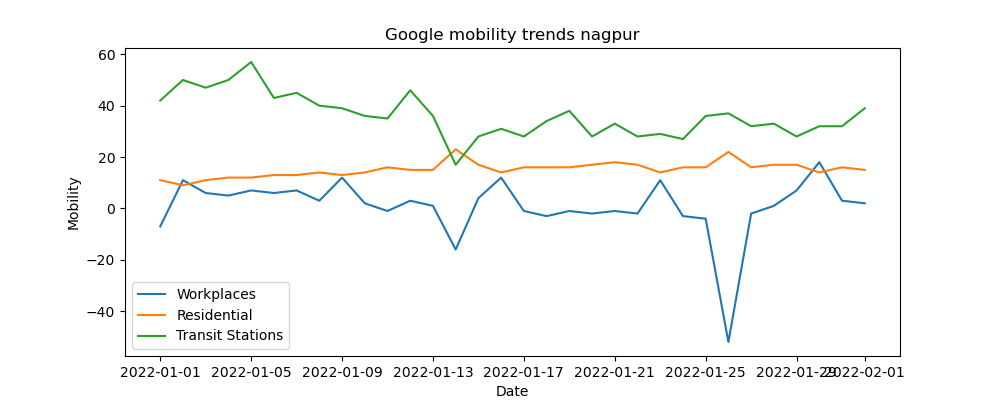 Google mobility trends nagpur
60
40
20
0
−20
−40
Mobility
Workplaces
Residential
Transit Stations
2022-01-01 2022-01-05 2022-01-09 2022-01-13 2022-01-17 2022-01-21 2022-01-25 2022-01-29 2022-02-01
Date